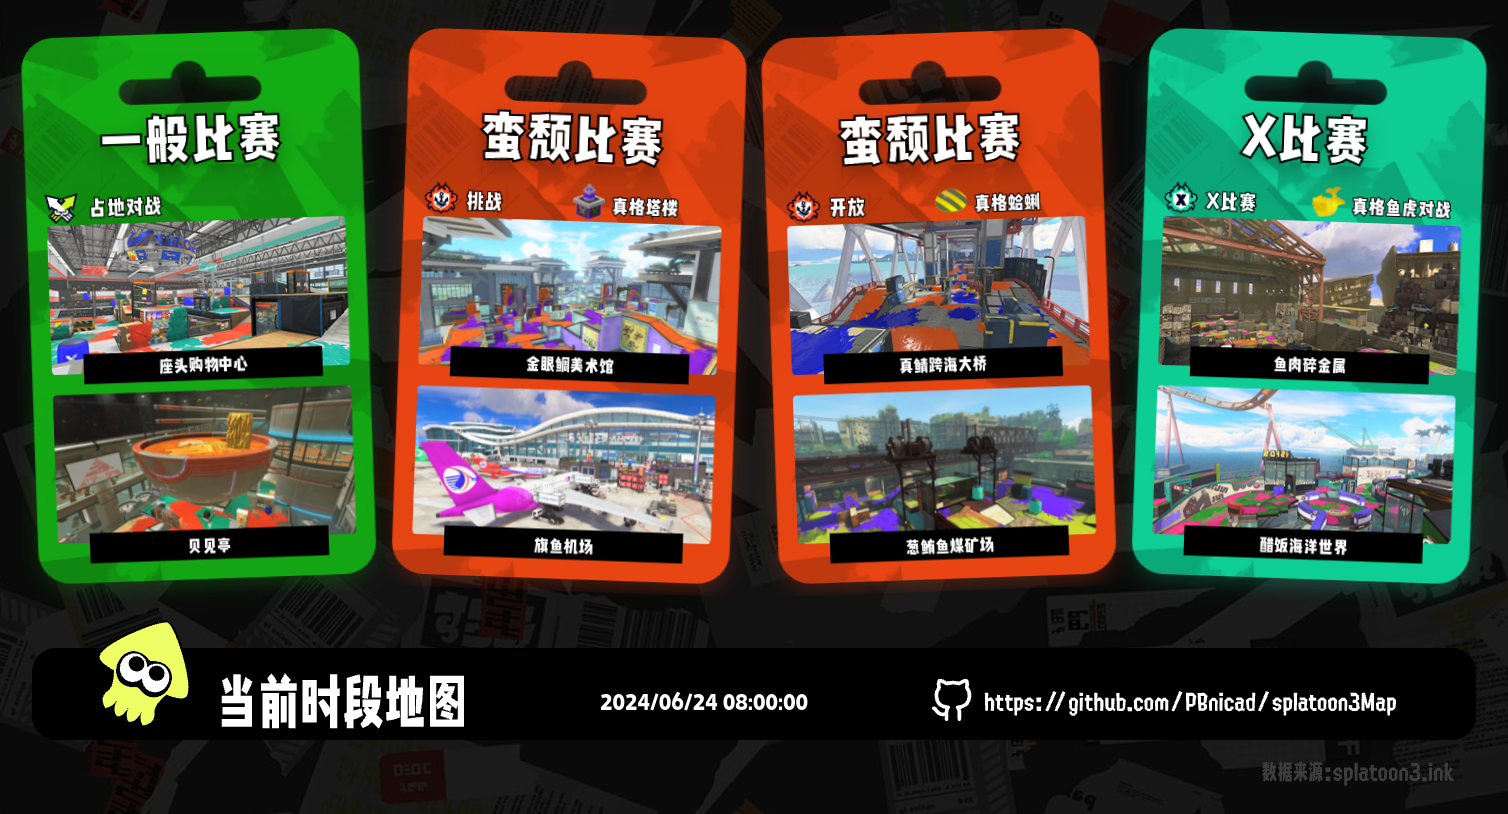 一般比赛
占地对战
座头购物中心
贝见亭
蛮颓比赛
挑战
真格塔楼
金眼鲷美术馆
旗鱼机场
蛮颓比赛
开放
真格蛤蜊
真鲭跨海大桥
葱鲔鱼煤矿场
X比赛
X比赛
真格鱼虎对战
鱼肉碎金属
醋饭海洋世界
当前时段地图
2024/06/24 08:00:00
https://github.com/PBnicad/splatoon3Map
数据来源:splatoon3.ink